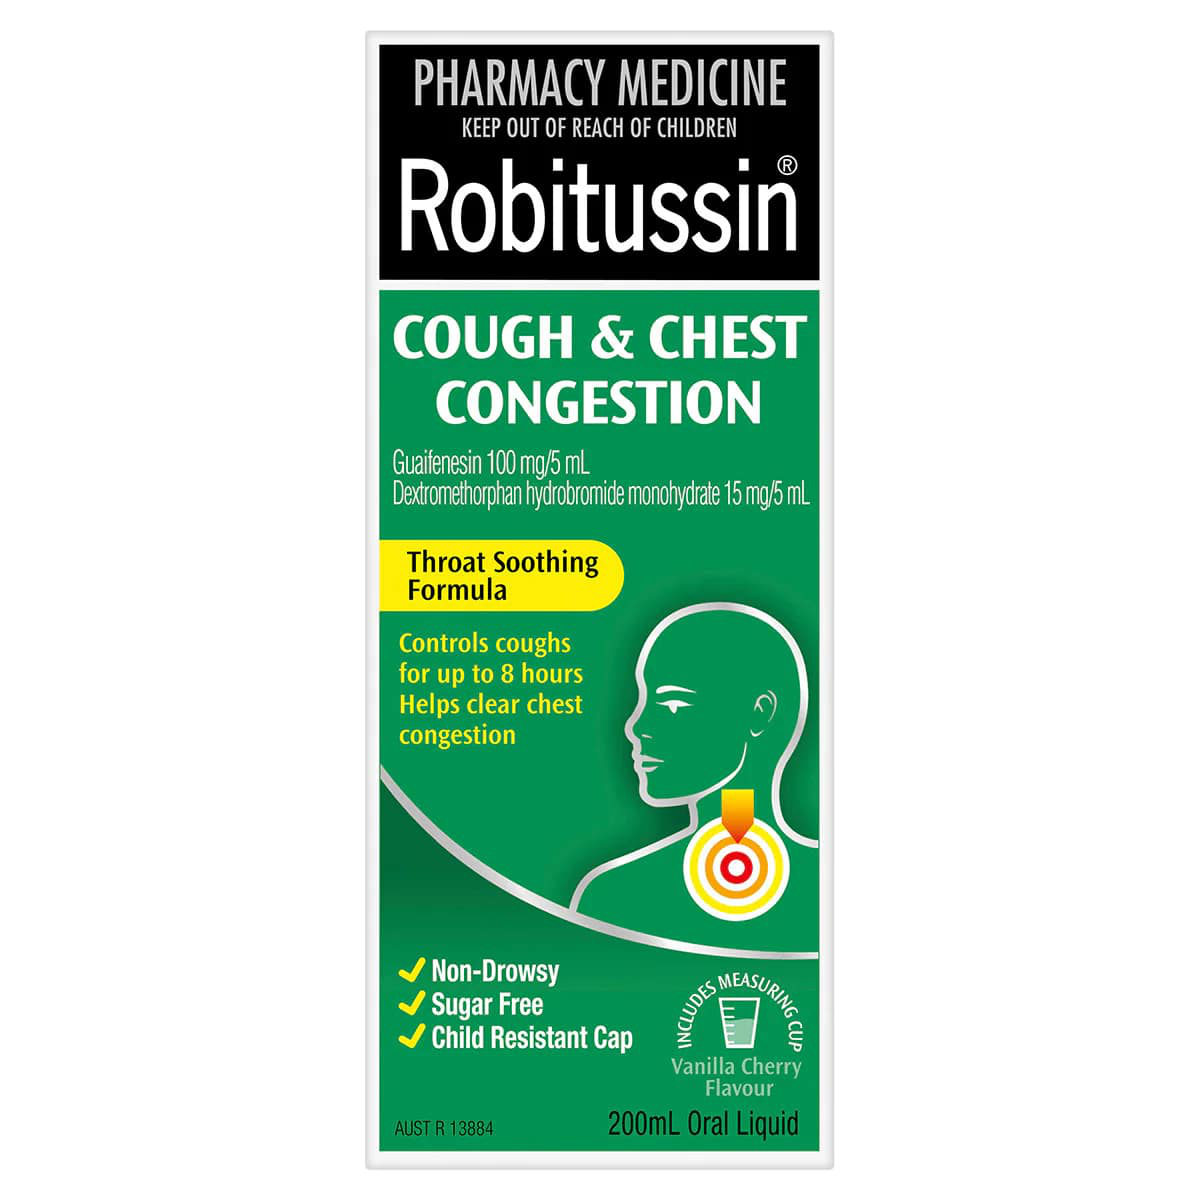 PHARMACY MEDICINE
KEEP OUT OF REACH OF CHILDREN
Robitussin®
COUGH & CHEST
CONGESTION
Guaifenesin 100 mg/5 mL
Dextromethorphan hydrobromide monohydrate 15 mg/5 mL
Throat Soothing
Formula
Controls coughs
for up to 8 hours
Helps clear chest
congestion
Non-Drowsy
Sugar Free
Child Resistant Cap
INCLUDES MEASURING CUP
Vanilla Cherry
Flavour
AUST R 13884
200mL Oral Liquid